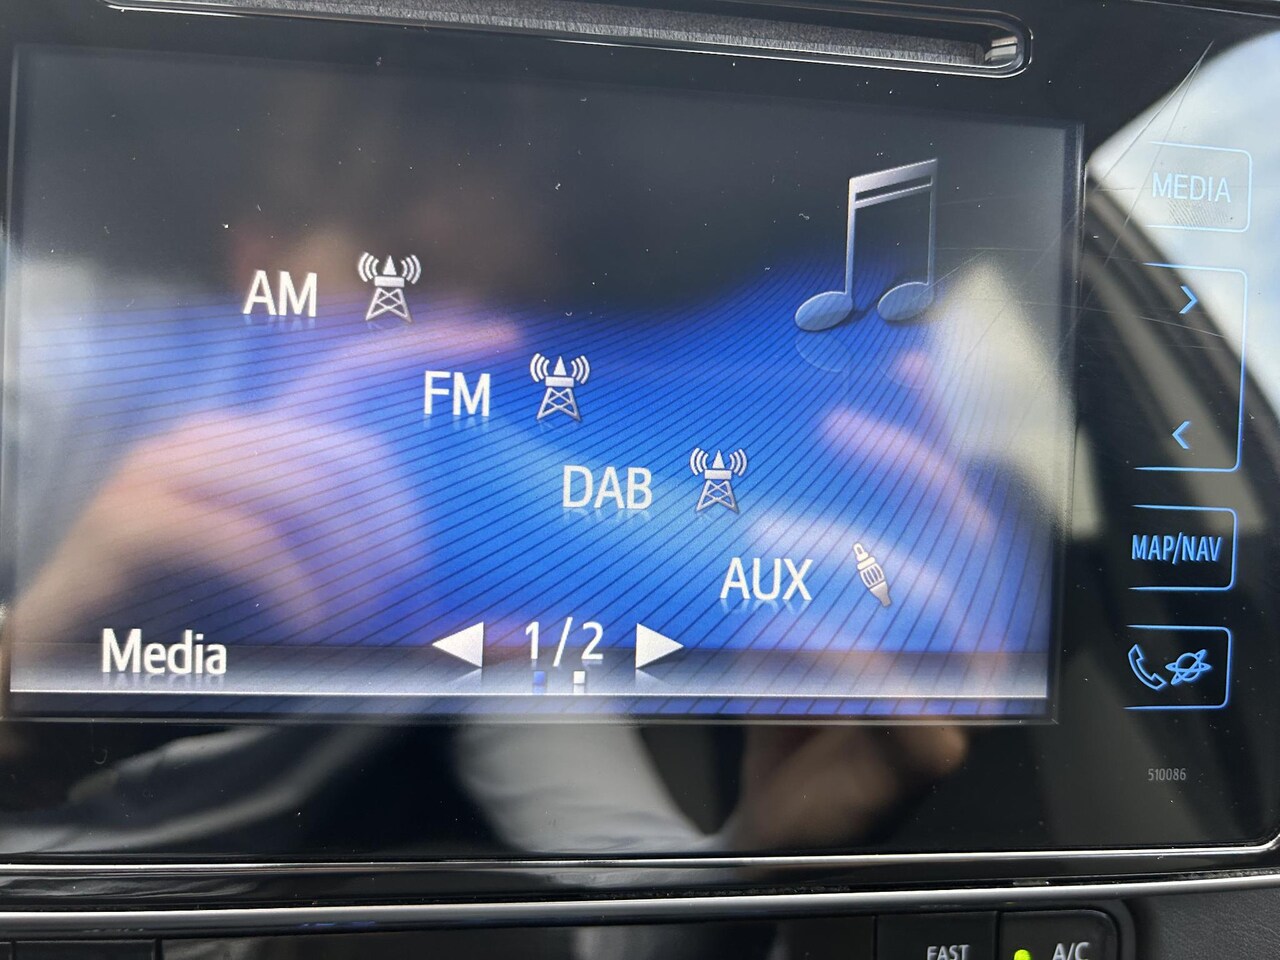 MEDIA
AM
FM
DAB
AUX
MAP/NAV
Media
1/2
510086
FAST
A/C